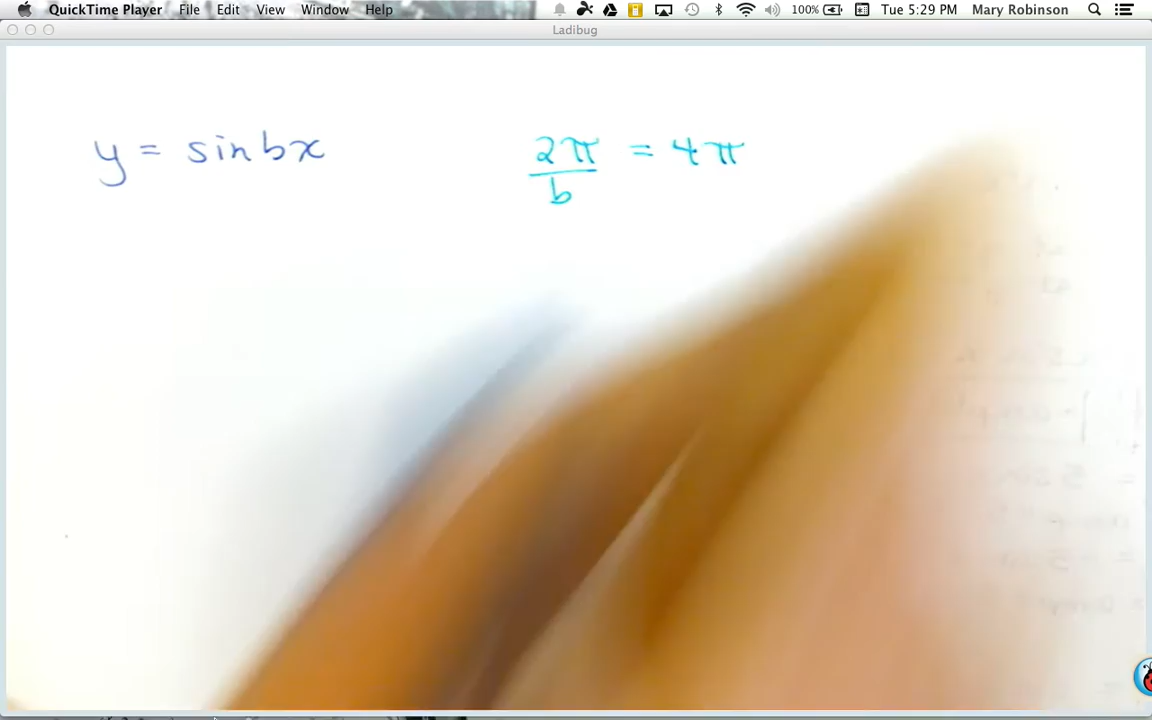 QuickTime Player File Edit View Window Help 100% Tue 5:29 PM Mary Robinson
Ladibug
y = sin bx
2π/b = 4π